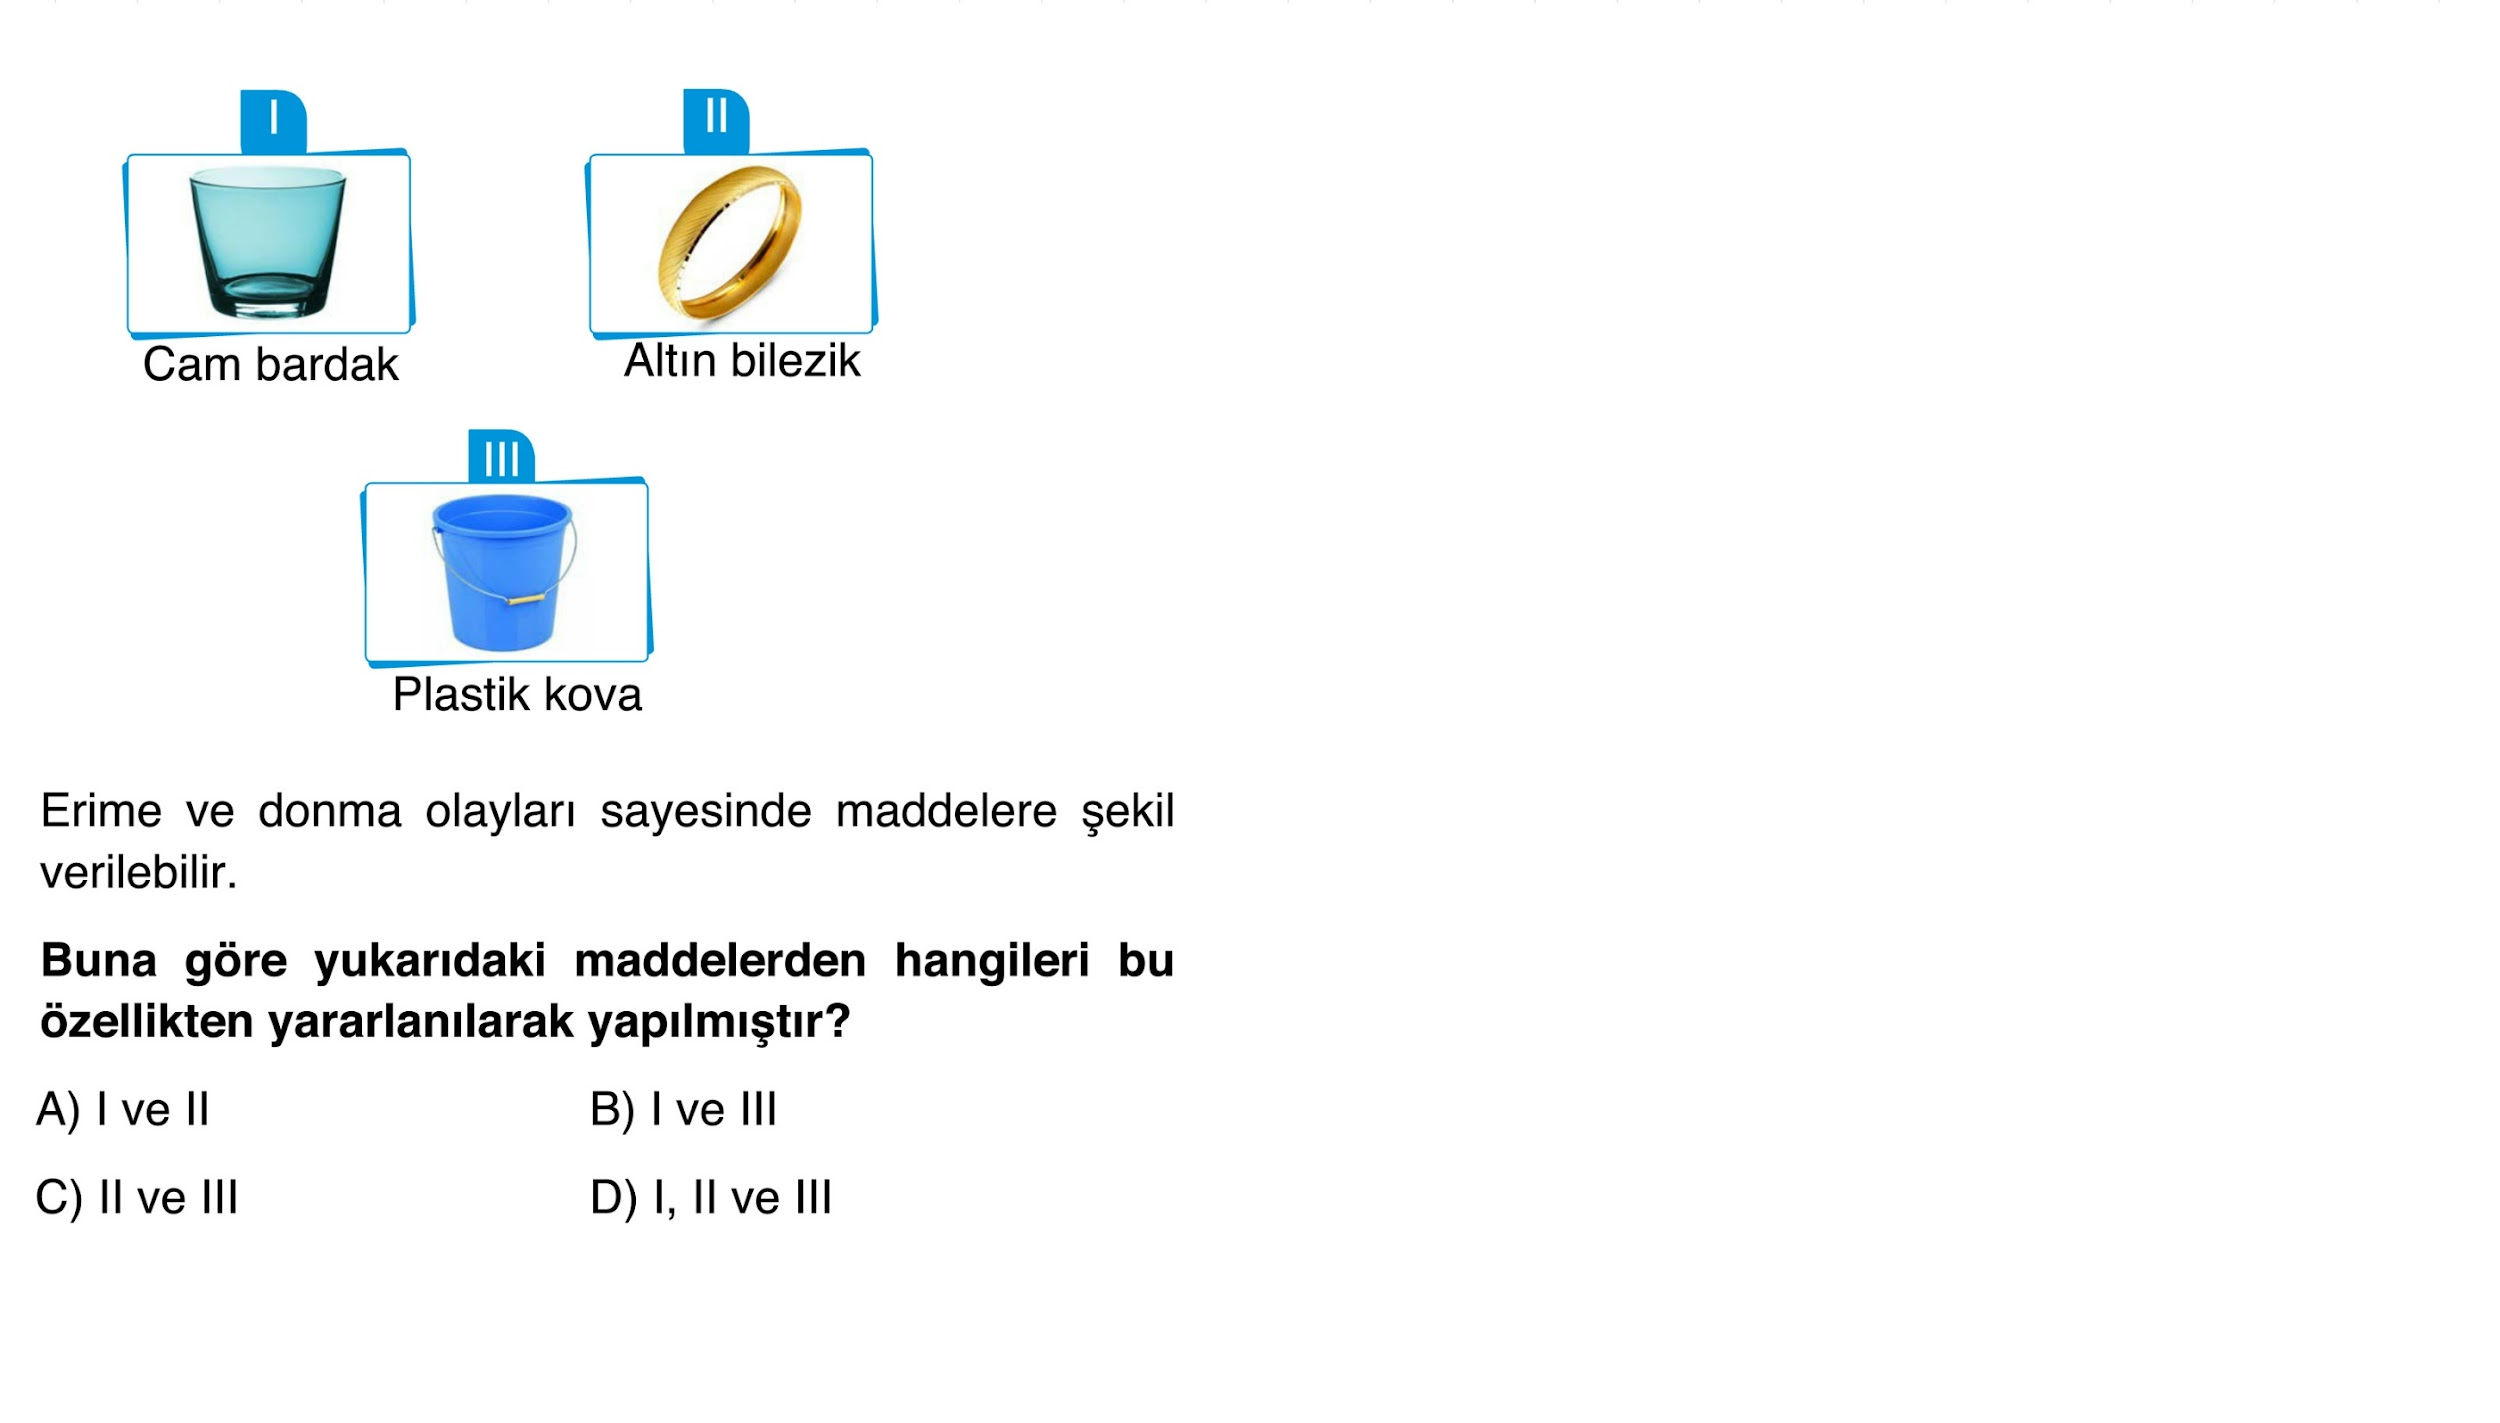 I
II
Cam bardak
Altın bilezik
III
Plastik kova
Erime ve donma olayları sayesinde maddelere şekil
verilebilir.
Buna göre yukarıdaki maddelerden hangileri bu
özellikten yararlanılarak yapılmıştır?
A) I ve II
B) I ve III
C) II ve III
D) I, II ve III